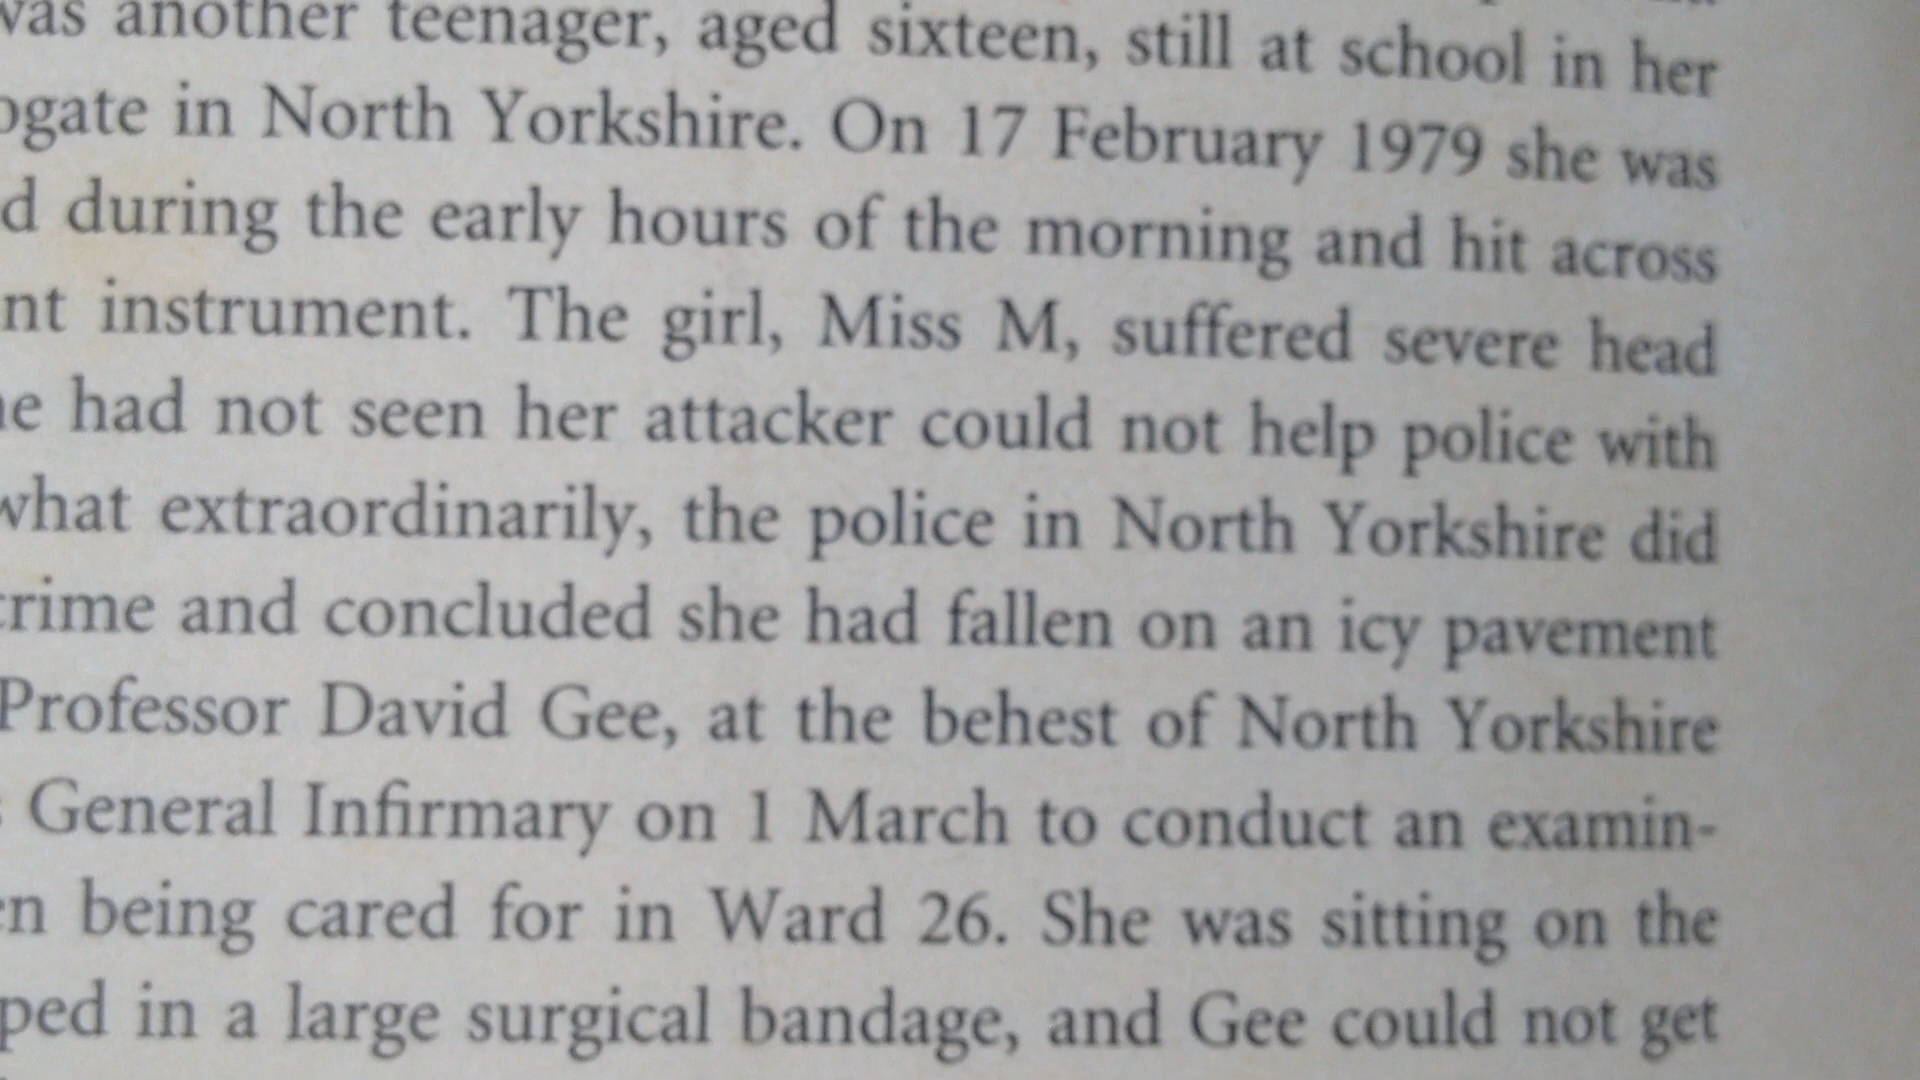 was another teenager, aged sixteen, still at school in her
ogate in North Yorkshire. On 17 February 1979 she was
d during the early hours of the morning and hit across
nt instrument. The girl, Miss M, suffered severe head
he had not seen her attacker could not help police with
what extraordinarily, the police in North Yorkshire did
crime and concluded she had fallen on an icy pavement
Professor David Gee, at the behest of North Yorkshire
General Infirmary on 1 March to conduct an examin-
en being cared for in Ward 26. She was sitting on the
ped in a large surgical bandage, and Gee could not get